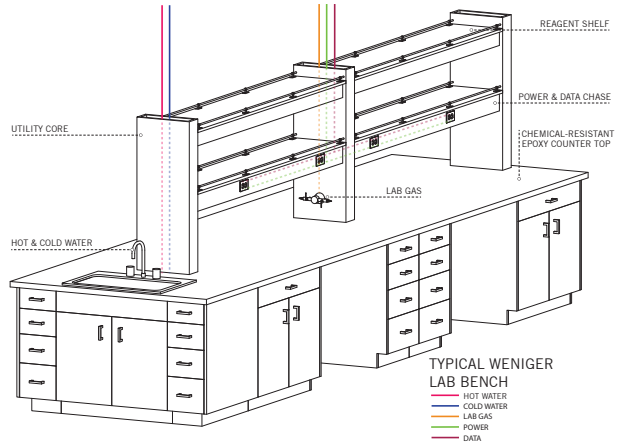 REAGENT SHELF
POWER & DATA CHASE
UTILITY CORE
CHEMICAL-RESISTANT
EPOXY COUNTER TOP
LAB GAS
HOT & COLD WATER
TYPICAL WENIGER
LAB BENCH
HOT WATER
COLD WATER
LAB GAS
POWER
DATA